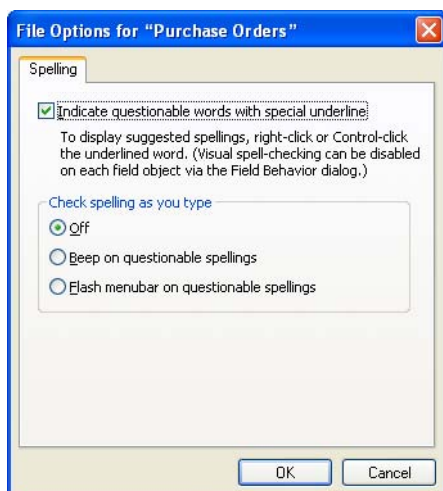 File Options for “Purchase Orders”
Spelling
Indicate questionable words with special underline
To display suggested spellings, right-click or Control-click
the underlined word. (Visual spell-checking can be disabled
on each field object via the Field Behavior dialog.)
Check spelling as you type
Off
Beep on questionable spellings
Flash menubar on questionable spellings
OK Cancel